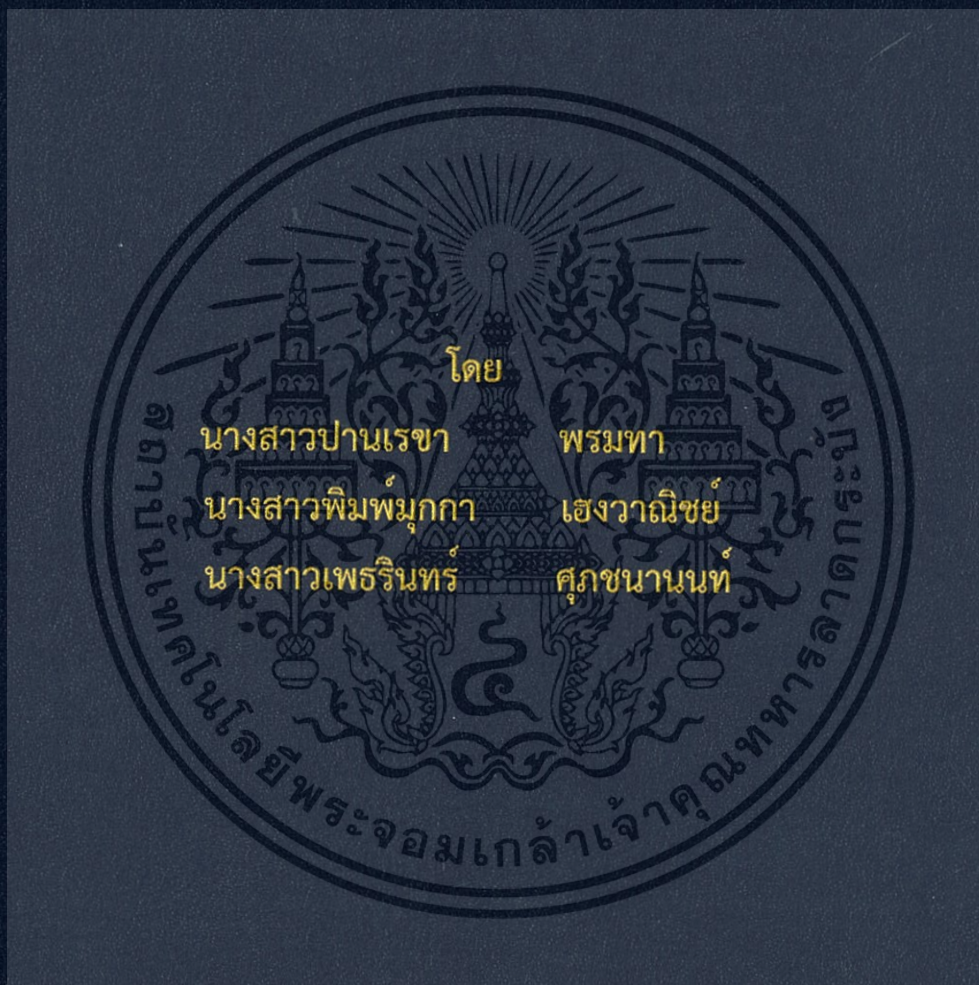 โดย
นางสาวปานเรขา พรมทา
นางสาวพิมพ์มุกกา เฮงวาณิชย์
นางสาวเพธรินทร์ ศุภชนานนท์
สถาบันเทคโนโลยีพระจอมเกล้าเจ้าคุณทหารลาดกระบัง
๔